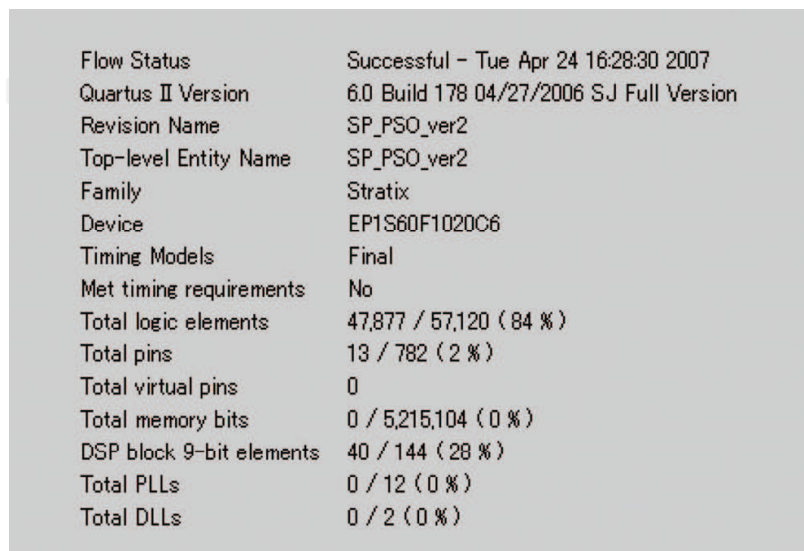 Flow Status Successful - Tue Apr 24 16:28:30 2007
Quartus II Version 6.0 Build 178 04/27/2006 SJ Full Version
Revision Name SP_PSO_ver2
Top-level Entity Name SP_PSO_ver2
Family Stratix
Device EP1S60F1020C6
Timing Models Final
Met timing requirements No
Total logic elements 47,877 / 57,120 ( 84 % )
Total pins 13 / 782 ( 2 % )
Total virtual pins 0
Total memory bits 0 / 5,215,104 ( 0 % )
DSP block 9-bit elements 40 / 144 ( 28 % )
Total PLLs 0 / 12 ( 0 % )
Total DLLs 0 / 2 ( 0 % )